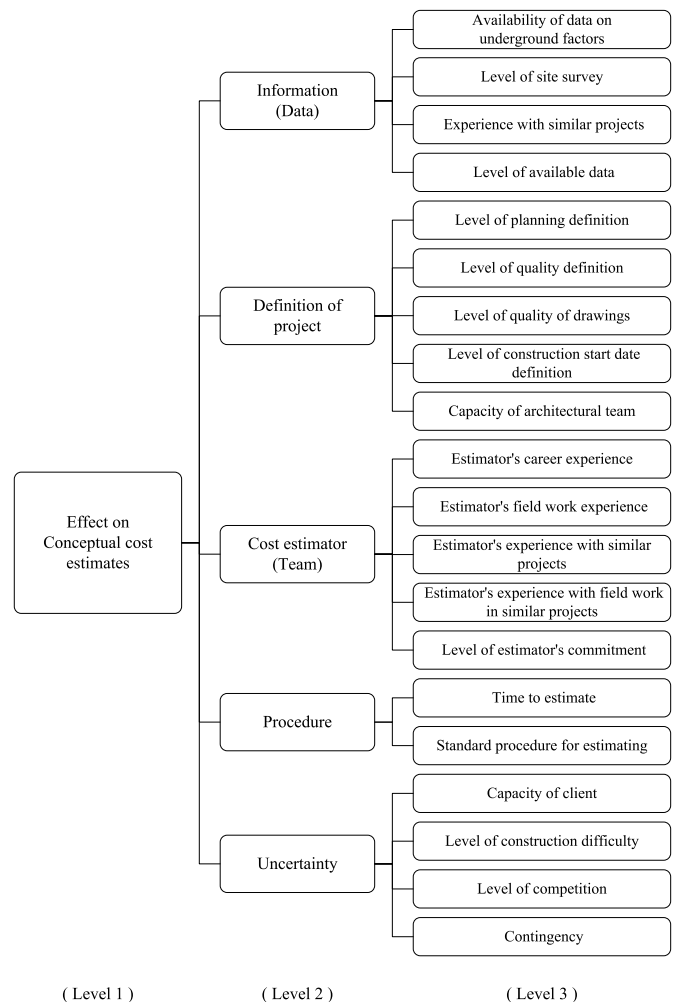 Availability of data on
underground factors
Level of site survey
Information
(Data)
Experience with similar projects
Level of available data
Level of planning definition
Level of quality definition
Definition of
project
Level of quality of drawings
Level of construction start date
definition
Capacity of architectural team
Estimator's career experience
Effect on
Conceptual cost
estimates
Estimator's field work experience
Cost estimator
(Team)
Estimator's experience with similar
projects
Estimator's experience with field work
in similar projects
Level of estimator's commitment
Time to estimate
Procedure
Standard procedure for estimating
Capacity of client
Level of construction difficulty
Uncertainty
Level of competition
Contingency
( Level 1 )
( Level 2 )
( Level 3 )